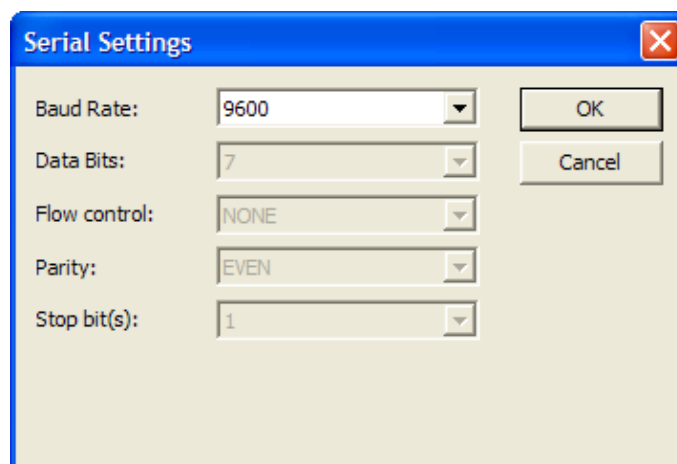 Serial Settings
Baud Rate: 9600 OK
Data Bits: 7 Cancel
Flow control: NONE
Parity: EVEN
Stop bit(s): 1